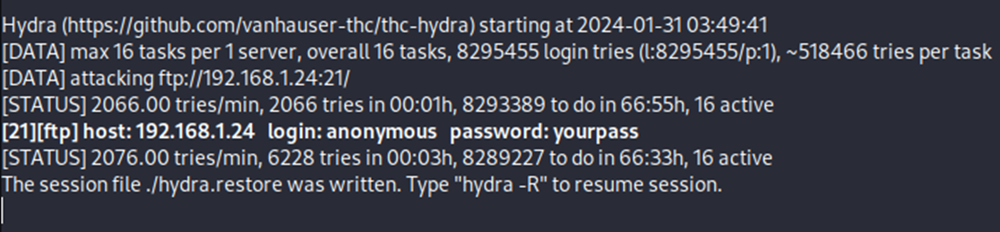 Hydra (https://github.com/vanhauser-thc/thc-hydra) starting at 2024-01-31 03:49:41
[DATA] max 16 tasks per 1 server, overall 16 tasks, 8295455 login tries (l:8295455/p:1), ~518466 tries per task
[DATA] attacking ftp://192.168.1.24:21/
[STATUS] 2066.00 tries/min, 2066 tries in 00:01h, 8293389 to do in 66:55h, 16 active
[21][ftp] host: 192.168.1.24   login: anonymous   password: yourpass
[STATUS] 2076.00 tries/min, 6228 tries in 00:03h, 8289227 to do in 66:33h, 16 active
The session file ./hydra.restore was written. Type "hydra -R" to resume session.